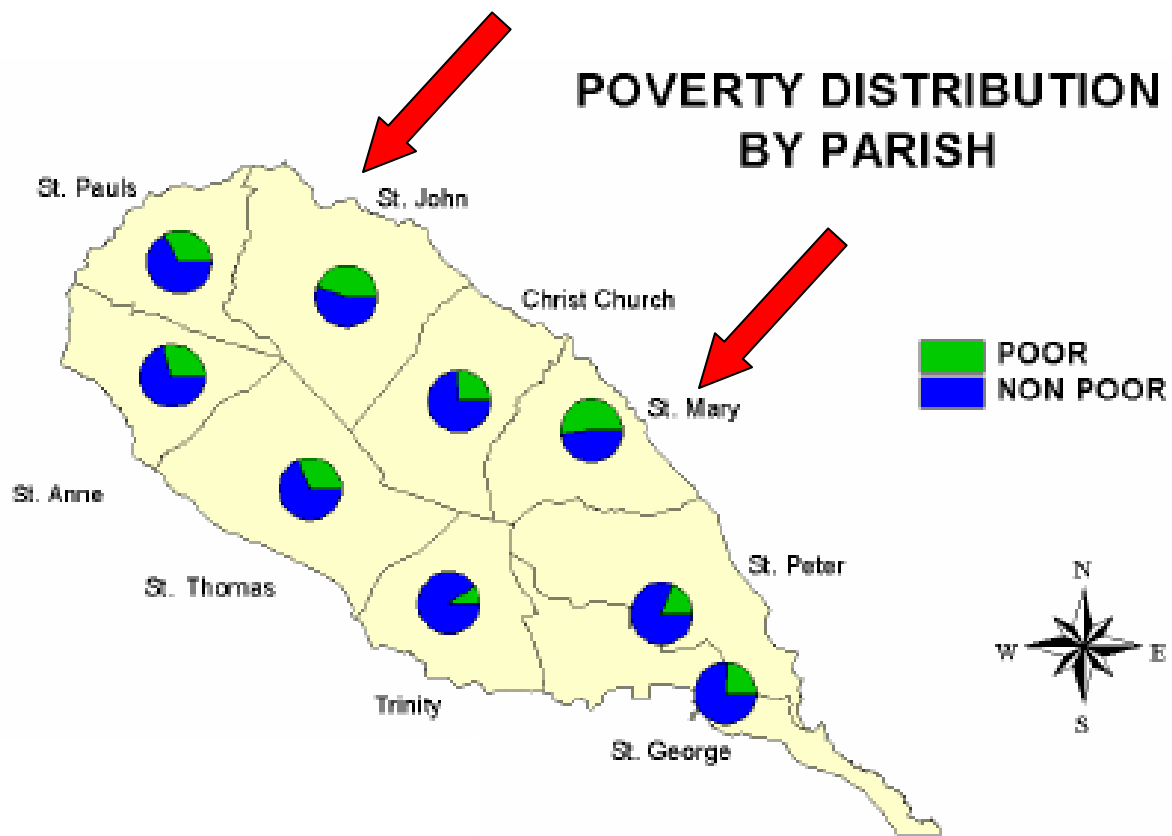 POVERTY DISTRIBUTION
BY PARISH
St. Pauls
St. John
Christ Church
POOR
NON POOR
St. Mary
St. Anne
St. Peter
St. Thomas
N
W
E
S
Trinity
St. George